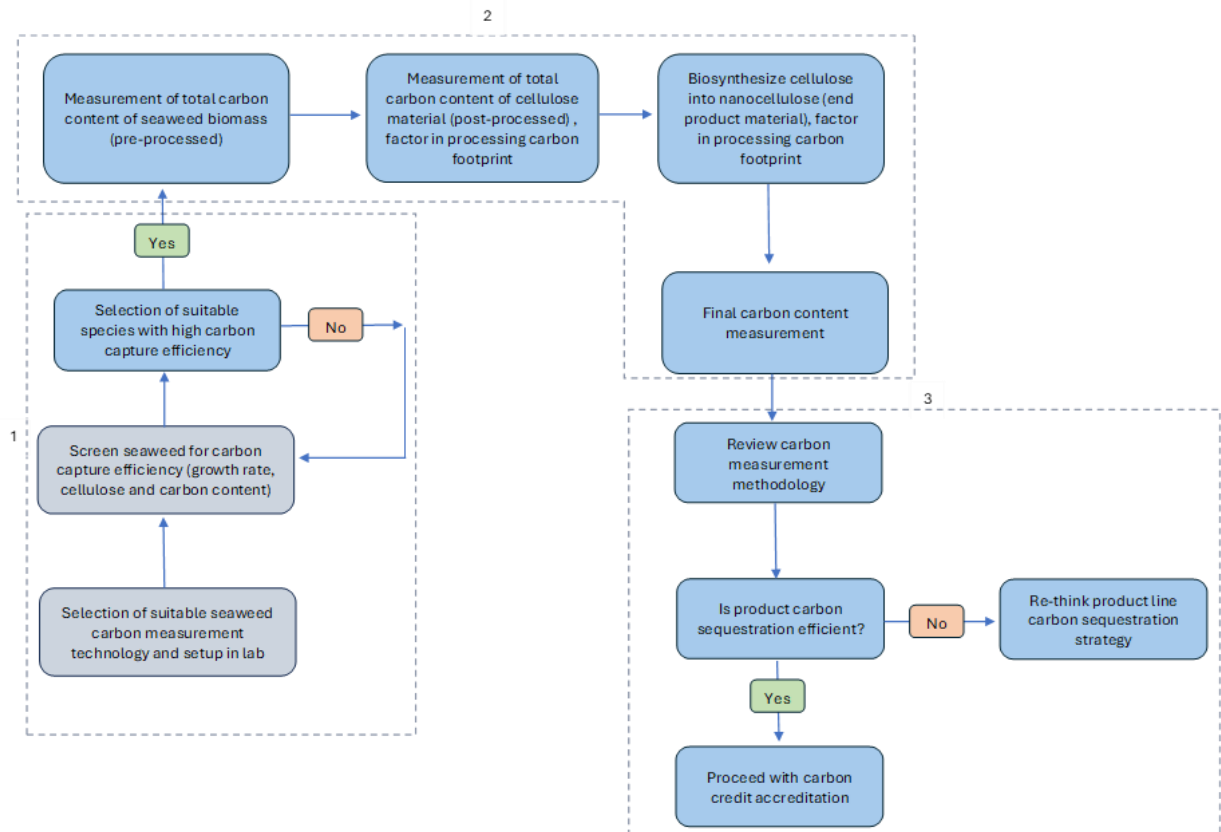 2
Measurement of total carbon
content of seaweed biomass
(pre-processed)
Measurement of total
carbon content of cellulose
material (post-processed) ,
factor in processing carbon
footprint
Biosynthesize cellulose
into nanocellulose (end
product material), factor
in processing carbon
footprint
Yes
Selection of suitable
species with high carbon
capture efficiency
No
Final carbon content
measurement
1
Screen seaweed for carbon
capture efficiency (growth rate,
cellulose and carbon content)
Selection of suitable seaweed
carbon measurement
technology and setup in lab
3
Review carbon
measurement
methodology
Is product carbon
sequestration efficient?
No
Re-think product line
carbon sequestration
strategy
Yes
Proceed with carbon
credit accreditation